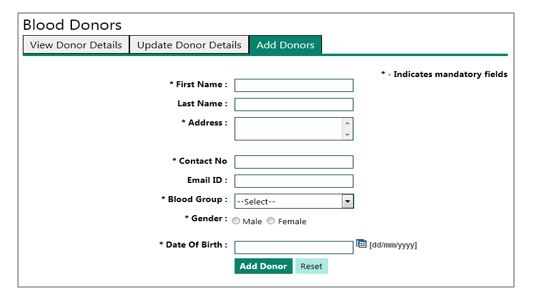 Blood Donors
View Donor Details Update Donor Details Add Donors
* - Indicates mandatory fields
* First Name :
Last Name :
* Address :
* Contact No
Email ID :
* Blood Group : --Select--
* Gender : Male Female
* Date Of Birth : [dd/mm/yyyy]
Add Donor Reset